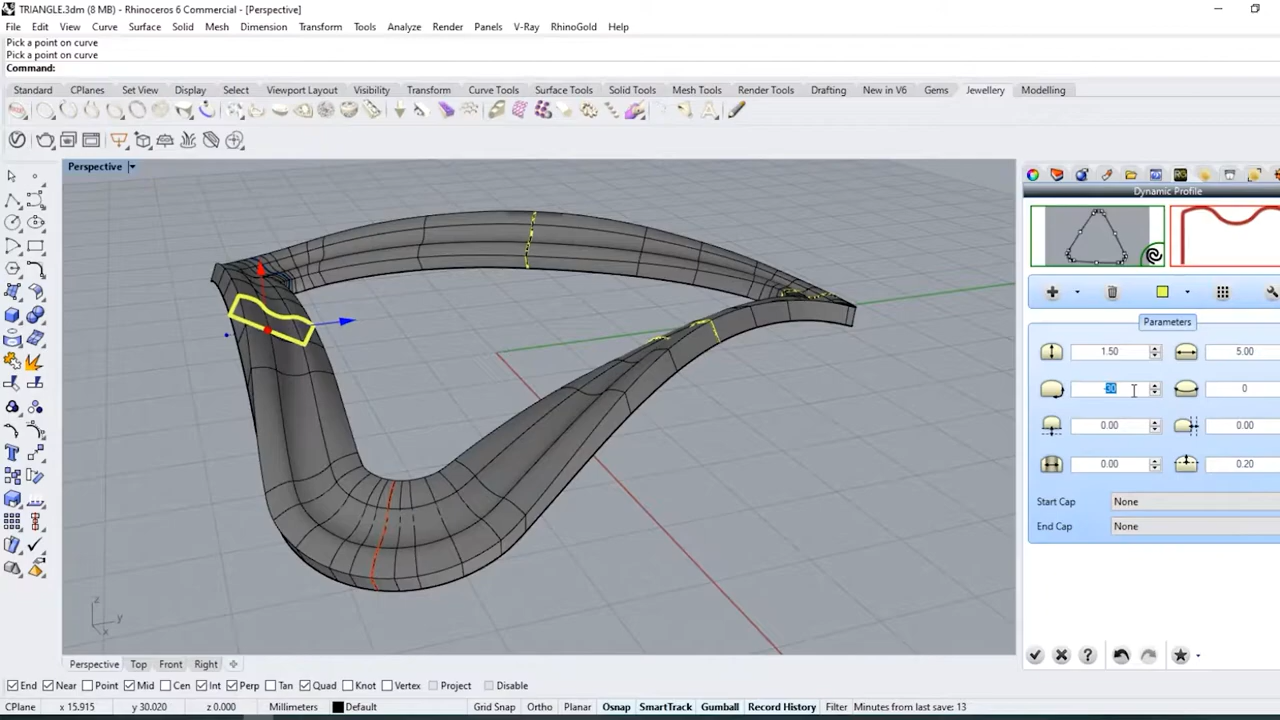 TRIANGLE.3dm (8 MB) - Rhinoceros 6 Commercial - [Perspective]
File Edit View Curve Surface Solid Mesh Dimension Transform Tools Analyze Render Panels V-Ray RhinoGold Help
Pick a point on curve
Pick a point on curve
Command:
Standard CPlanes Set View Display Select Viewport Layout Visibility Transform Curve Tools Surface Tools Solid Tools Mesh Tools Render Tools Drafting New in V6 Gems Jewellery Modelling
Perspective
Dynamic Profile
Parameters
1.50 5.00
-30 0
0.00 0.00
0.00 0.20
Start Cap None
End Cap None
z
y
x
Perspective Top Front Right
End Near Point Mid Cen Int Perp Tan Quad Knot Vertex Project Disable
CPlane x 15.915 y 30.020 z 0.000 Millimeters Default Grid Snap Ortho Planar Osnap SmartTrack Gumball Record History Filter Minutes from last save: 13